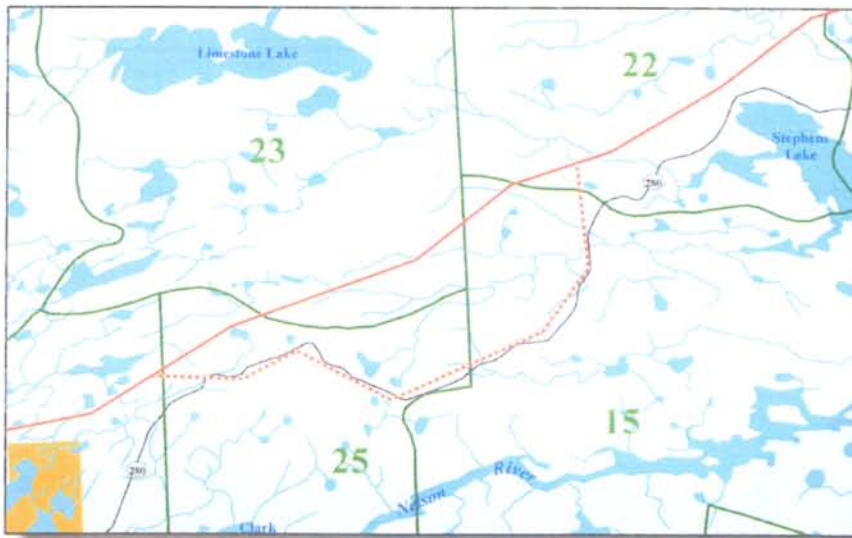 Limestone Lake
22
23
Stephens
Lake
280
15
25
280
Nelson River
Clark